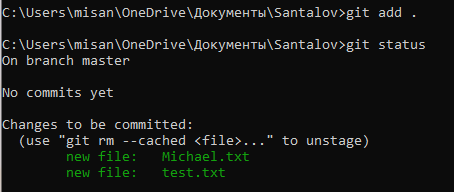 C:\Users\misan\OneDrive\Документы\Santalov>git add .
C:\Users\misan\OneDrive\Документы\Santalov>git status
On branch master
No commits yet
Changes to be committed:
  (use "git rm --cached <file>..." to unstage)
        new file:   Michael.txt
        new file:   test.txt